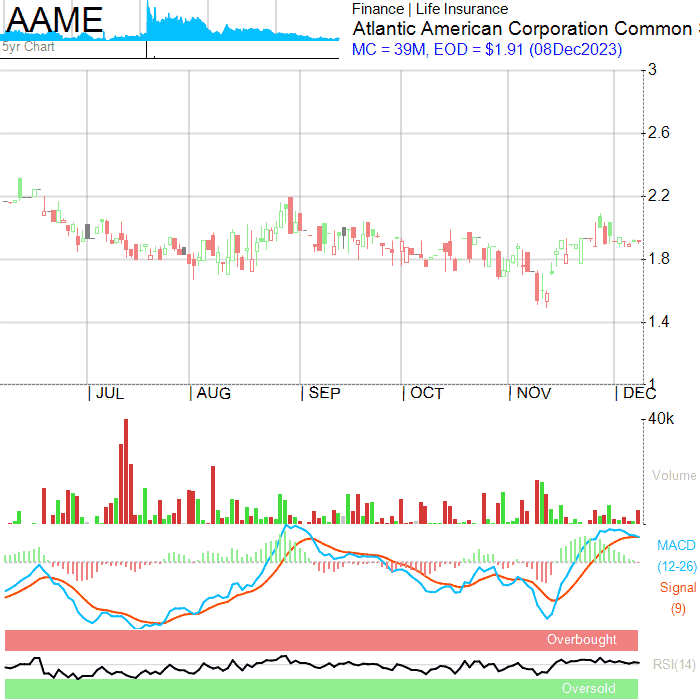 AAME
5yr Chart
Finance | Life Insurance
Atlantic American Corporation Common
MC = 39M, EOD = $1.91 (08Dec2023)
3
2.6
2.2
1.8
1.4
1
| JUL | AUG | SEP | OCT | NOV | DEC
40k
Volume
MACD
(12-26)
Signal
(9)
Overbought
RSI(14)
Oversold